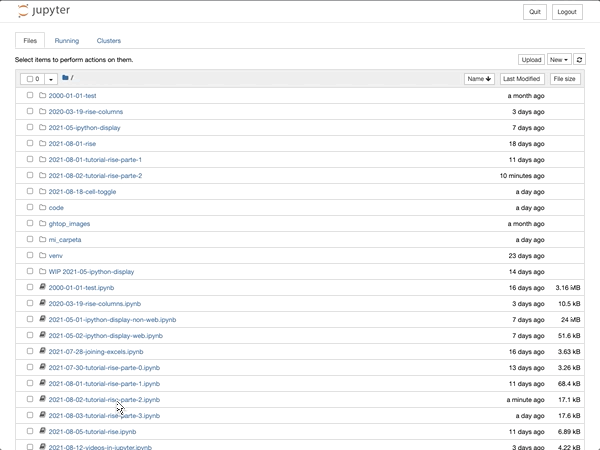 jupyter
Quit Logout
Files Running Clusters
Select items to perform actions on them. Upload New
0 / Name Last Modified File size
2000-01-01-test a month ago
2020-03-19-rise-columns 3 days ago
2021-05-ipython-display 7 days ago
2021-08-01-rise 18 days ago
2021-08-01-tutorial-rise-parte-1 11 days ago
2021-08-02-tutorial-rise-parte-2 10 minutes ago
2021-08-18-cell-toggle a day ago
code a day ago
ghtop_images a month ago
mi_carpeta a day ago
venv 23 days ago
WIP 2021-05-ipython-display 14 days ago
2000-01-01-test.ipynb 16 days ago 3.16 MB
2020-03-19-rise-columns.ipynb 3 days ago 10.5 kB
2021-05-01-ipython-display-non-web.ipynb 7 days ago 24 MB
2021-05-02-ipython-display-web.ipynb 7 days ago 51.6 kB
2021-07-28-joining-excels.ipynb 16 days ago 3.63 kB
2021-07-30-tutorial-rise-parte-0.ipynb 13 days ago 3.26 kB
2021-08-01-tutorial-rise-parte-1.ipynb 11 days ago 68.4 kB
2021-08-02-tutorial-rise-parte-2.ipynb a minute ago 17.1 kB
2021-08-03-tutorial-rise-parte-3.ipynb a day ago 17.6 kB
2021-08-05-tutorial-rise.ipynb 11 days ago 6.89 kB
2021-08-12-videos-in-jupyter.ipynb 3 days ago 4.22 kB